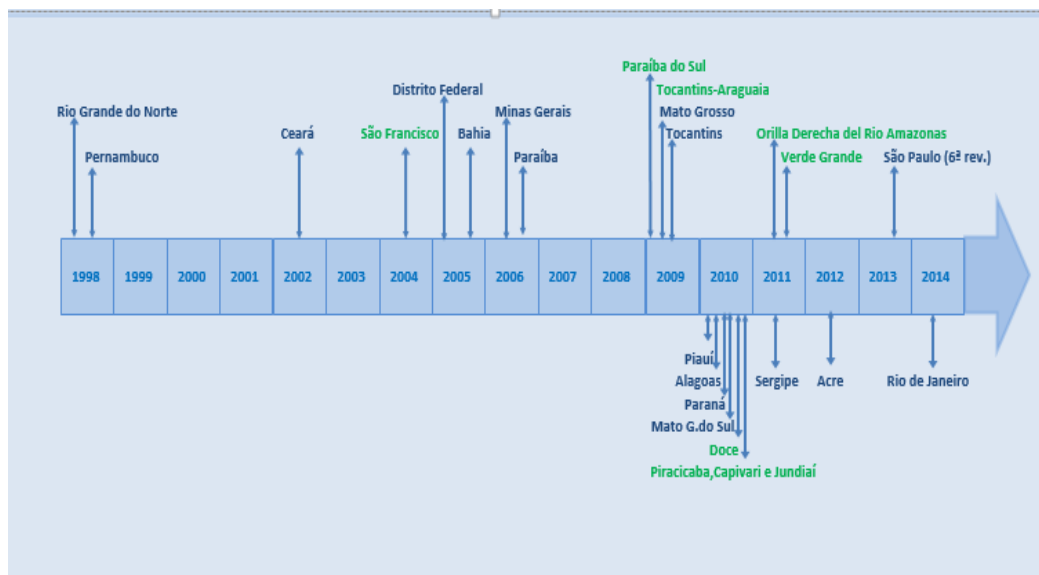 Paraíba do Sul
Tocantins-Araguaia
Distrito Federal
Rio Grande do Norte
Minas Gerais
Mato Grosso
Ceará
São Francisco
Bahia
Tocantins
Orilla Derecha del Rio Amazonas
Pernambuco
Paraíba
Verde Grande
São Paulo (6ª rev.)
1998 1999 2000 2001 2002 2003 2004 2005 2006 2007 2008 2009 2010 2011 2012 2013 2014
Piauí
Alagoas
Sergipe
Acre
Rio de Janeiro
Paraná
Mato G.do Sul
Doce
Piracicaba,Capivari e Jundiaí